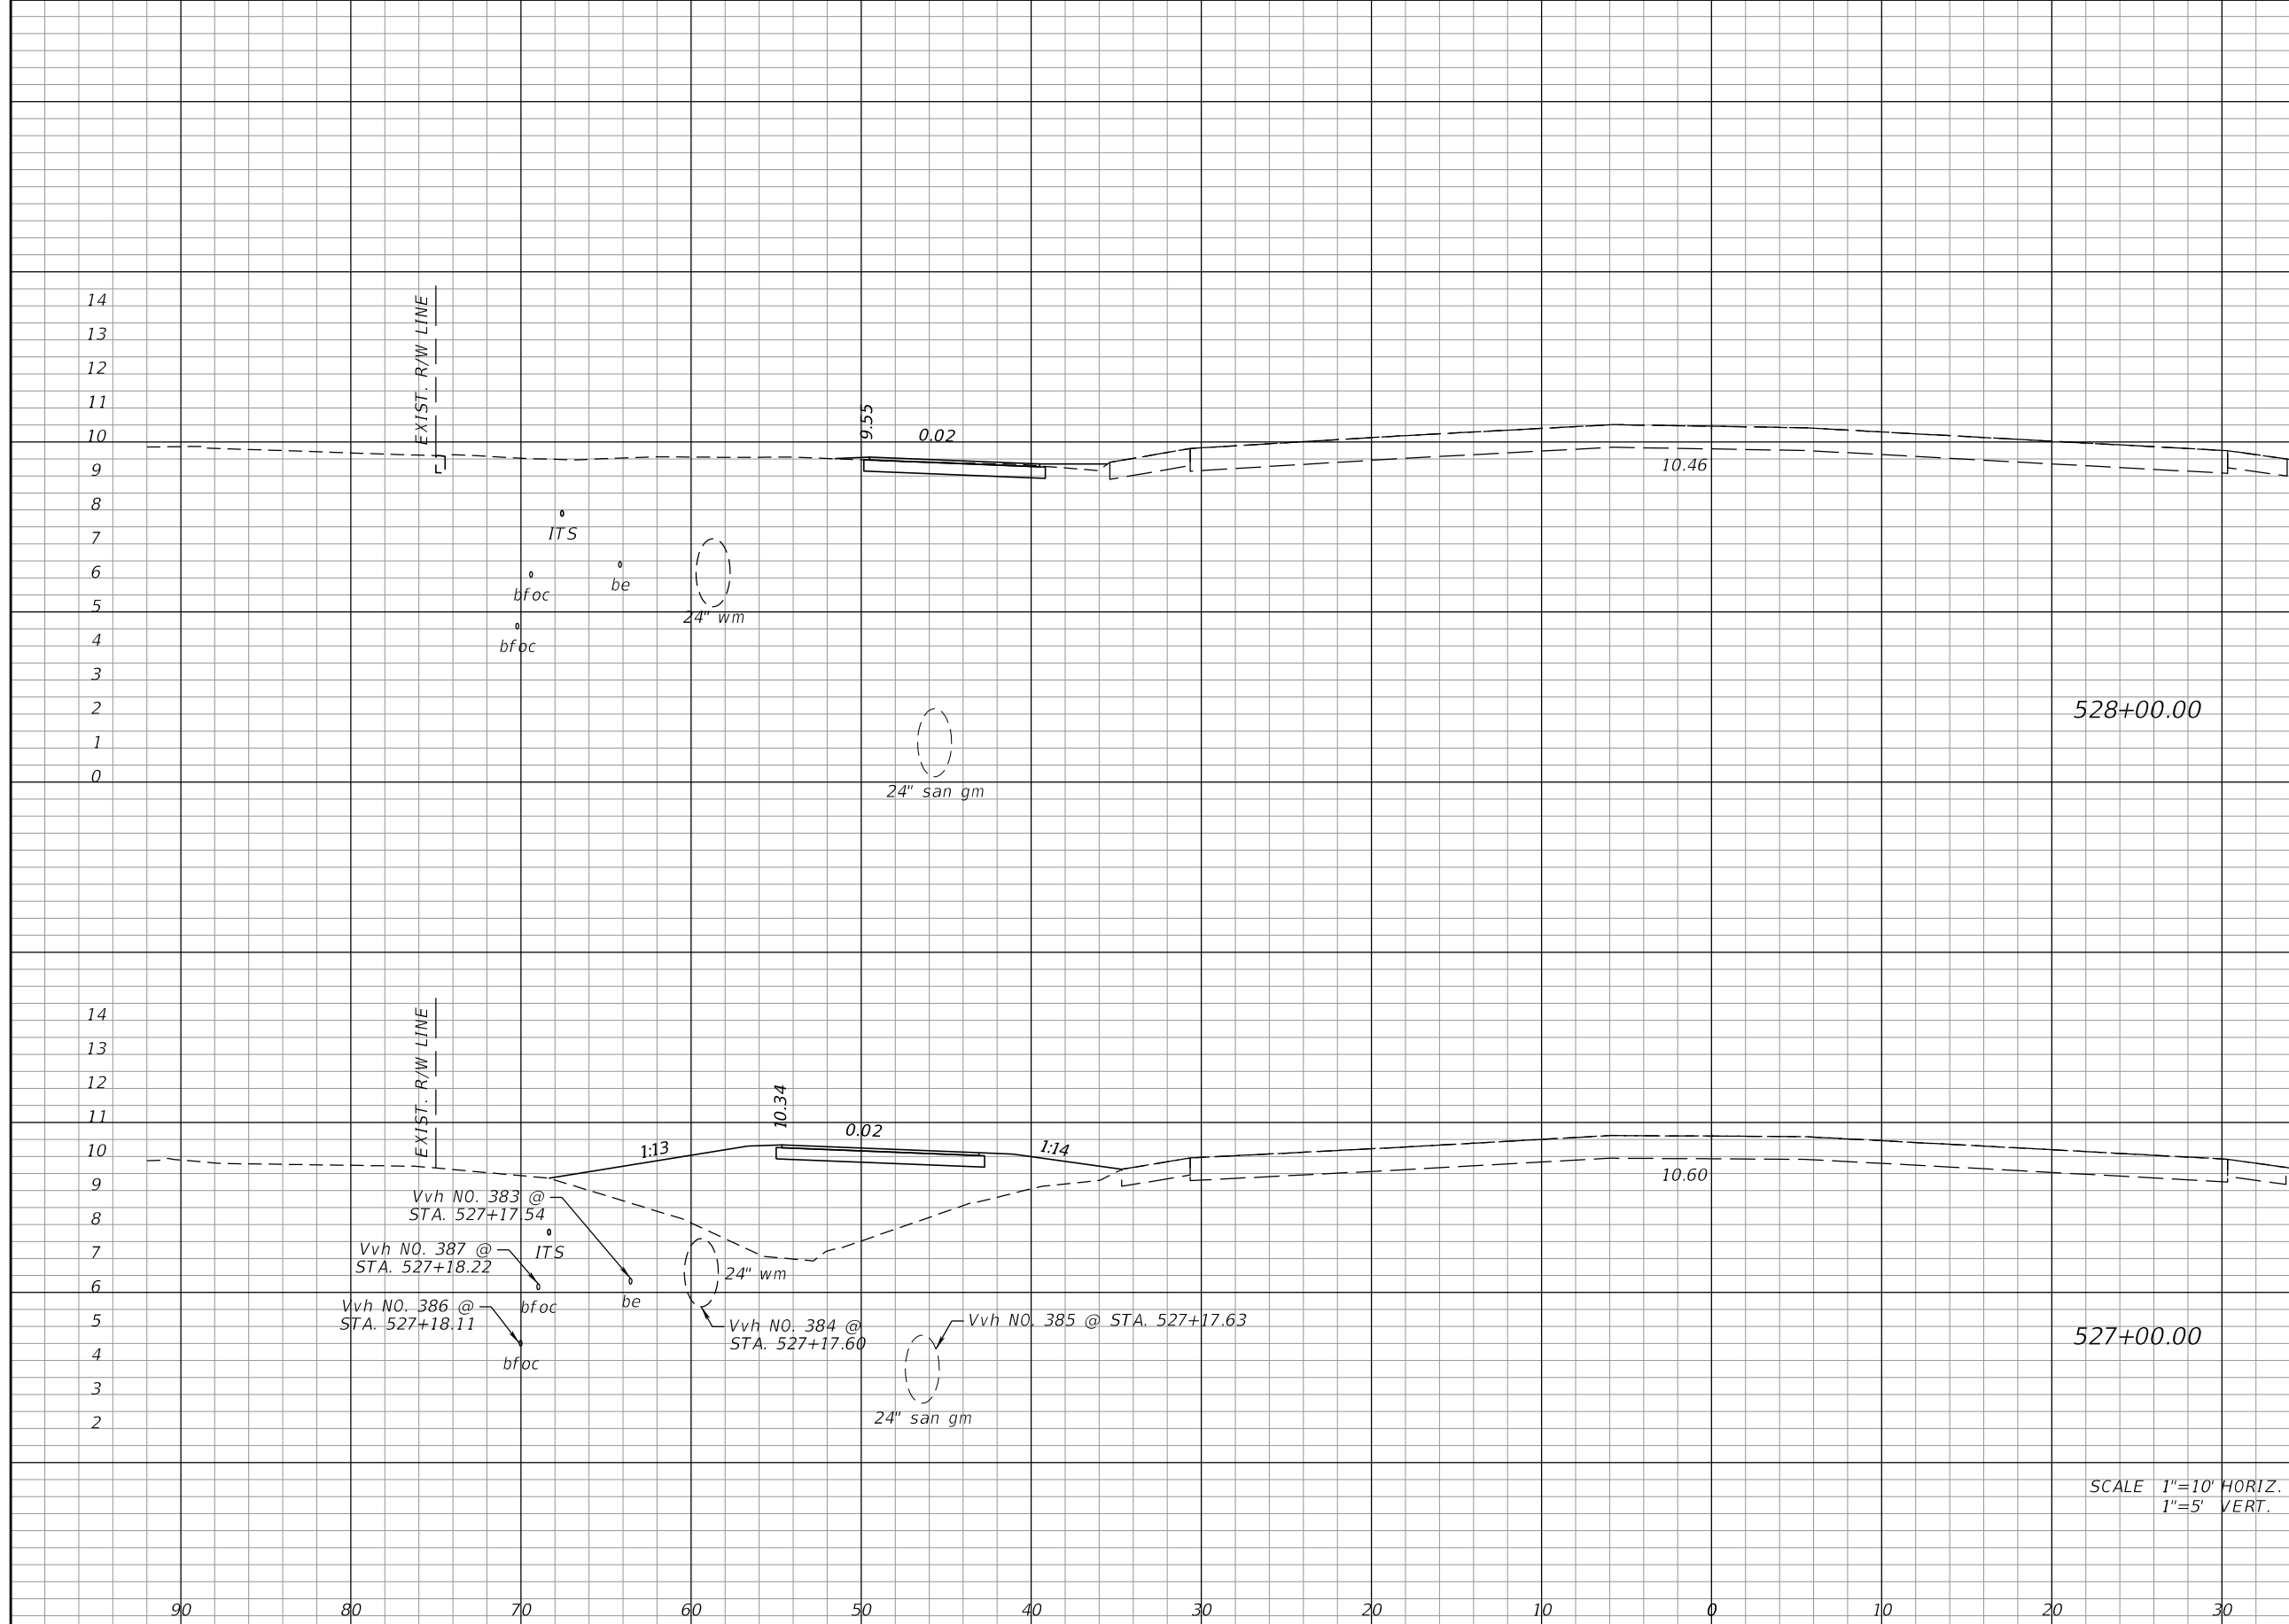 14
13
12
11
10
9
8
7
6
5
4
3
2
1
0
EXIST. R/W LINE
9.55
0.02
10.46
ITS
bfoc
be
24" wm
bfoc
24" san gm
528+00.00
14
13
12
11
10
9
8
7
6
5
4
3
2
EXIST. R/W LINE
1:13
10.34
0.02
1:14
10.60
Vvh NO. 383 @
STA. 527+17.54
ITS
Vvh NO. 387 @
STA. 527+18.22
bfoc
be
24" wm
Vvh NO. 386 @
STA. 527+18.11
bfoc
Vvh NO. 384 @
STA. 527+17.60
Vvh NO. 385 @ STA. 527+17.63
24" san gm
527+00.00
SCALE 1"=10' HORIZ.
1"=5' VERT.
90 80 70 60 50 40 30 20 10 0 10 20 30